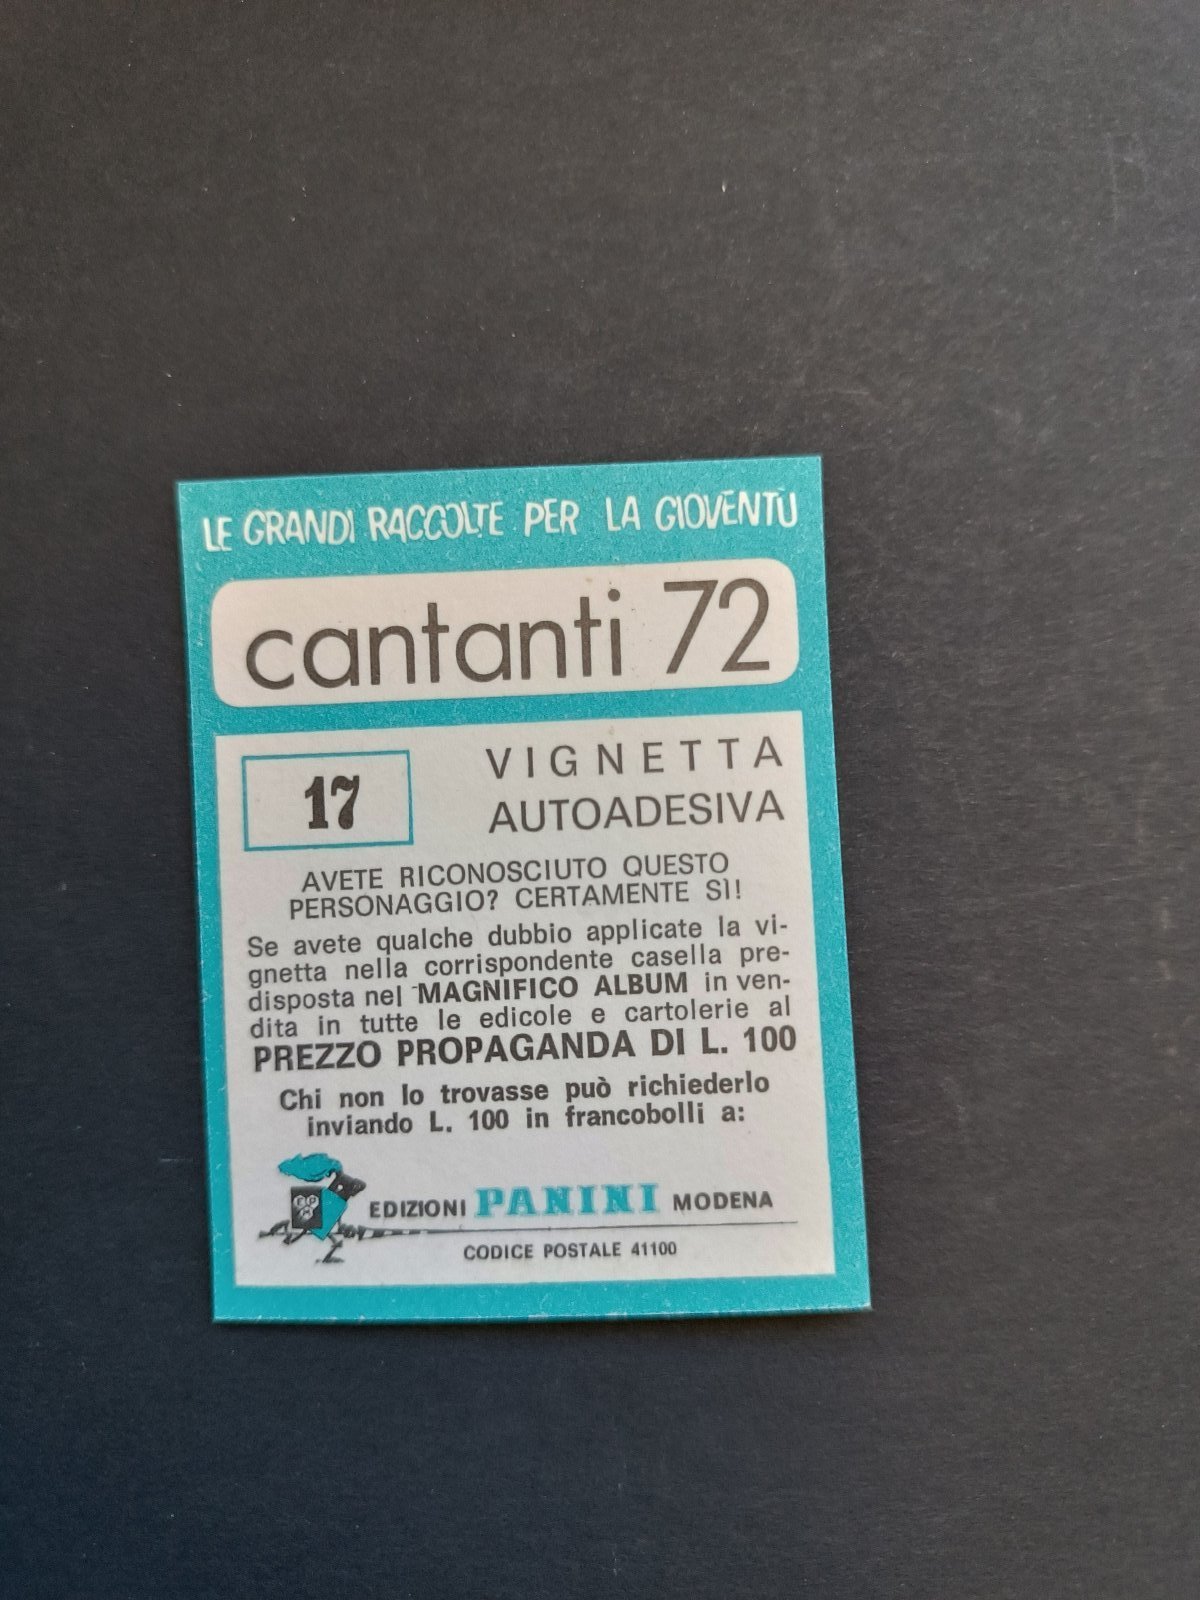 LE GRANDI RACCOLTE PER LA GIOVENTÙ
cantanti 72
17
VIGNETTA
AUTOADESIVA
AVETE RICONOSCIUTO QUESTO
PERSONAGGIO? CERTAMENTE SÌ!
Se avete qualche dubbio applicate la vi-
gnetta nella corrispondente casella pre-
disposta nel MAGNIFICO ALBUM in ven-
dita in tutte le edicole e cartolerie al
PREZZO PROPAGANDA DI L. 100
Chi non lo trovasse può richiederlo
inviando L. 100 in francobolli a:
EDIZIONI PANINI MODENA
CODICE POSTALE 41100